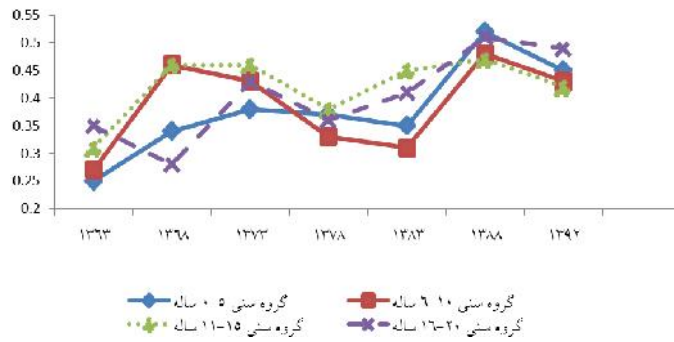 0.55
0.5
0.45
0.4
0.35
0.3
0.25
0.2
۱۳۶۳ ۱۳۶۸ ۱۳۷۳ ۱۳۷۸ ۱۳۸۳ ۱۳۸۸ ۱۳۹۲
گروه سنی ۵-۰ ساله گروه سنی ۱۰-۶ ساله
گروه سنی ۱۵-۱۱ ساله گروه سنی ۲۰-۱۶ ساله